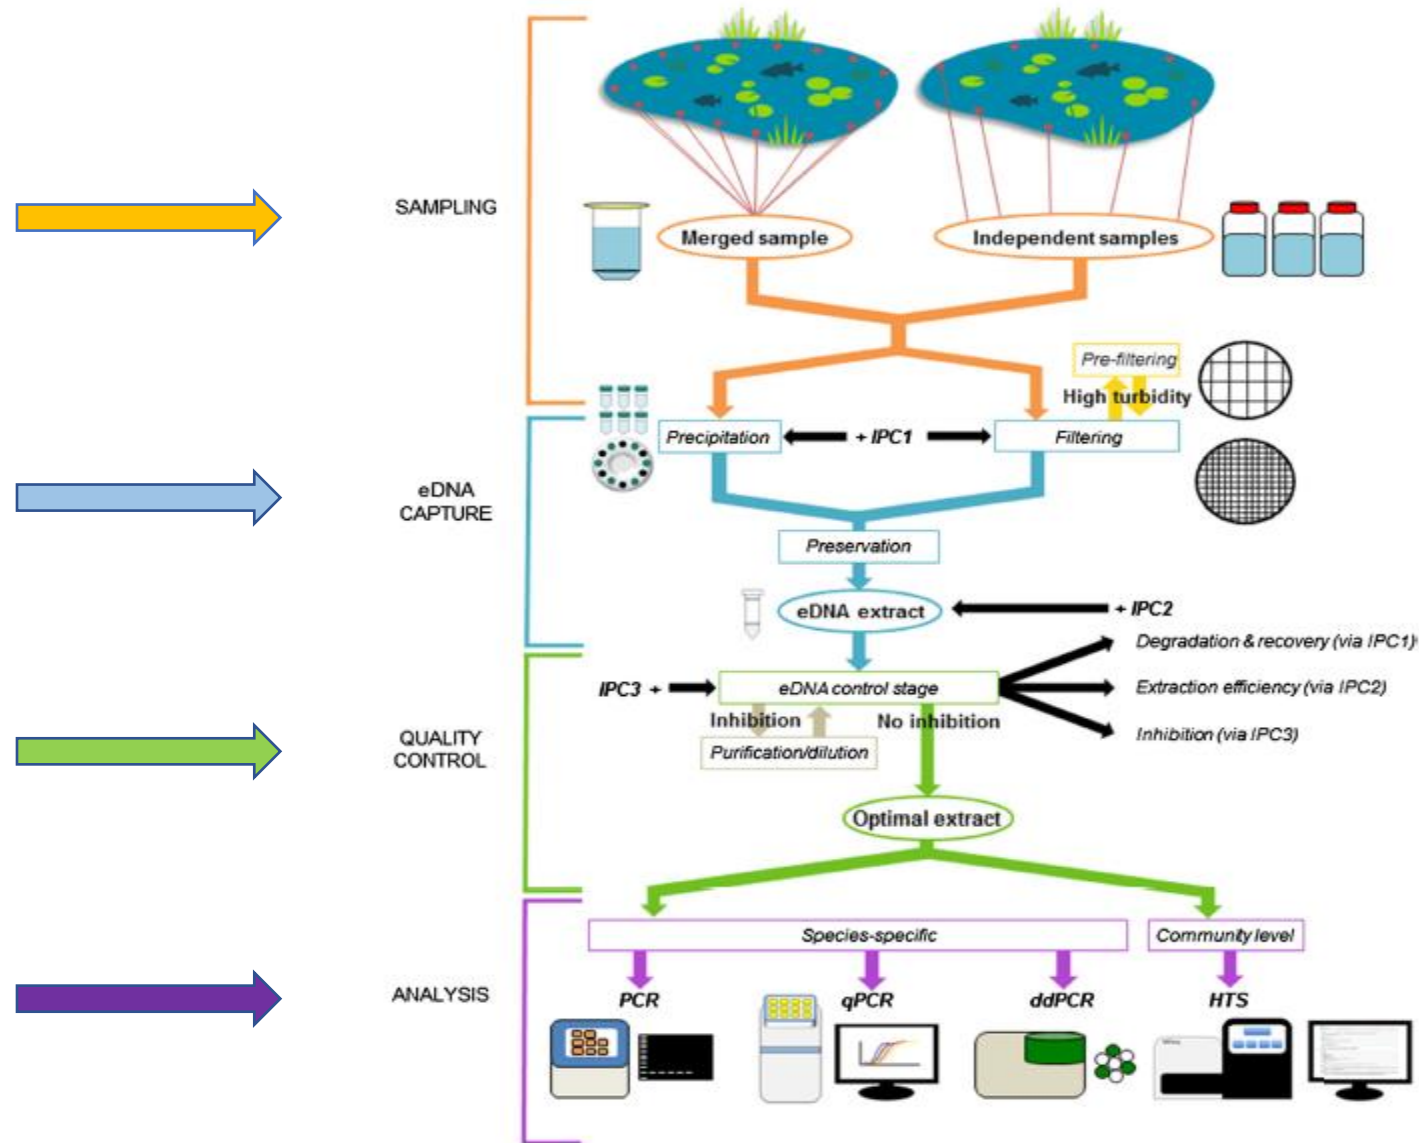 SAMPLING
Merged sample
Independent samples
Pre-filtering
High turbidity
Precipitation
+ IPC1
Filtering
eDNA
CAPTURE
Preservation
eDNA extract
+ IPC2
Degradation & recovery (via IPC1)
IPC3 +
eDNA control stage
Extraction efficiency (via IPC2)
Inhibition
No inhibition
Inhibition (via IPC3)
QUALITY
CONTROL
Purification/dilution
Optimal extract
Species-specific
Community level
ANALYSIS
PCR
qPCR
ddPCR
HTS